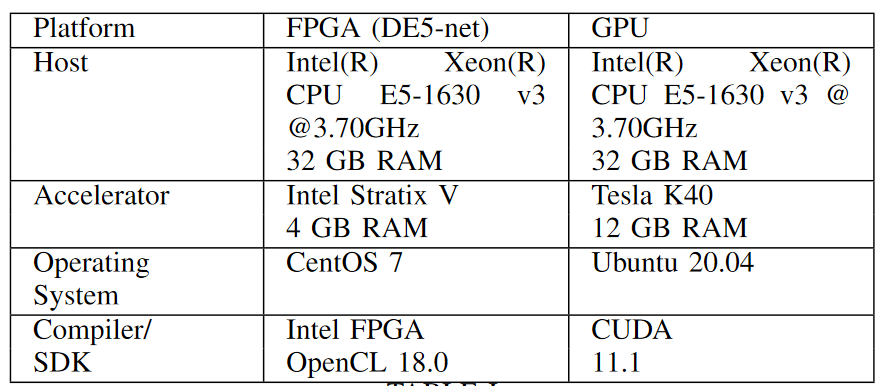 Platform FPGA (DE5-net) GPU
Host Intel(R) Xeon(R) Intel(R) Xeon(R)
CPU E5-1630 v3 CPU E5-1630 v3 @
@3.70GHz 3.70GHz
32 GB RAM 32 GB RAM
Accelerator Intel Stratix V Tesla K40
4 GB RAM 12 GB RAM
Operating CentOS 7 Ubuntu 20.04
System
Compiler/ Intel FPGA CUDA
SDK OpenCL 18.0 11.1